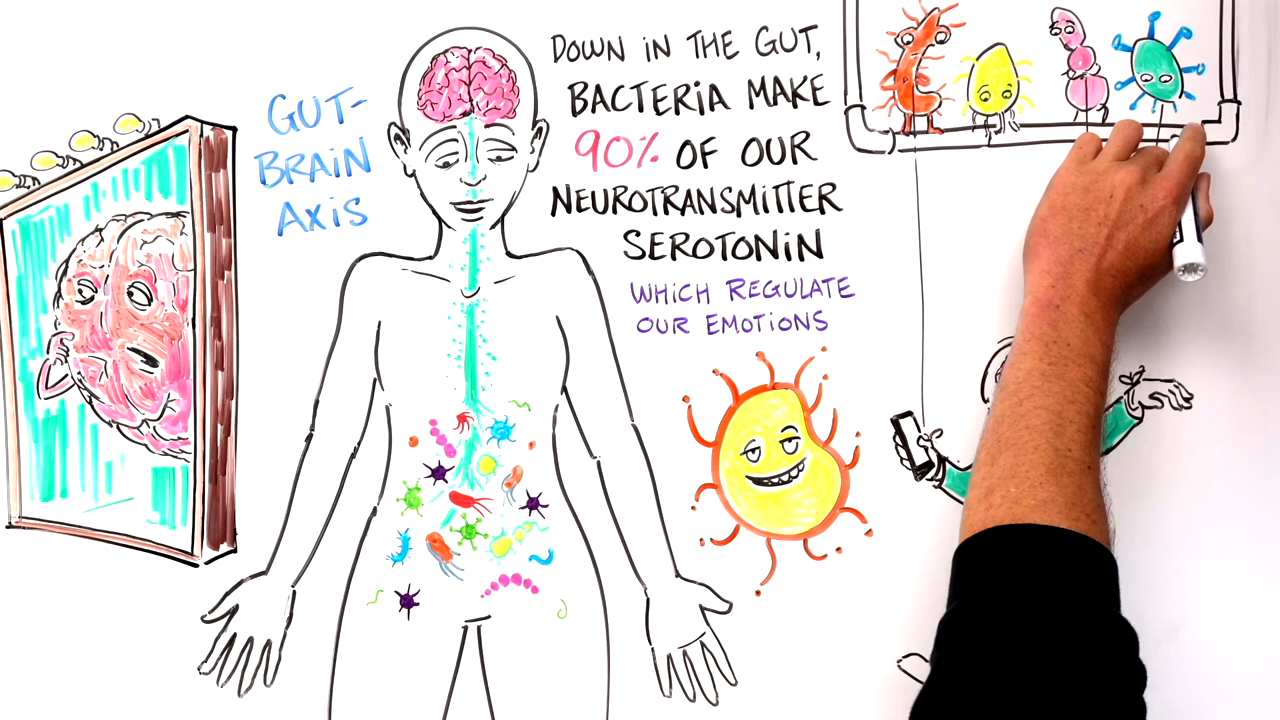 GUT-
BRAIN
AXIS
DOWN IN THE GUT,
BACTERIA MAKE
90% OF OUR
NEUROTRANSMITTER
SEROTONIN
WHICH REGULATE
OUR EMOTIONS